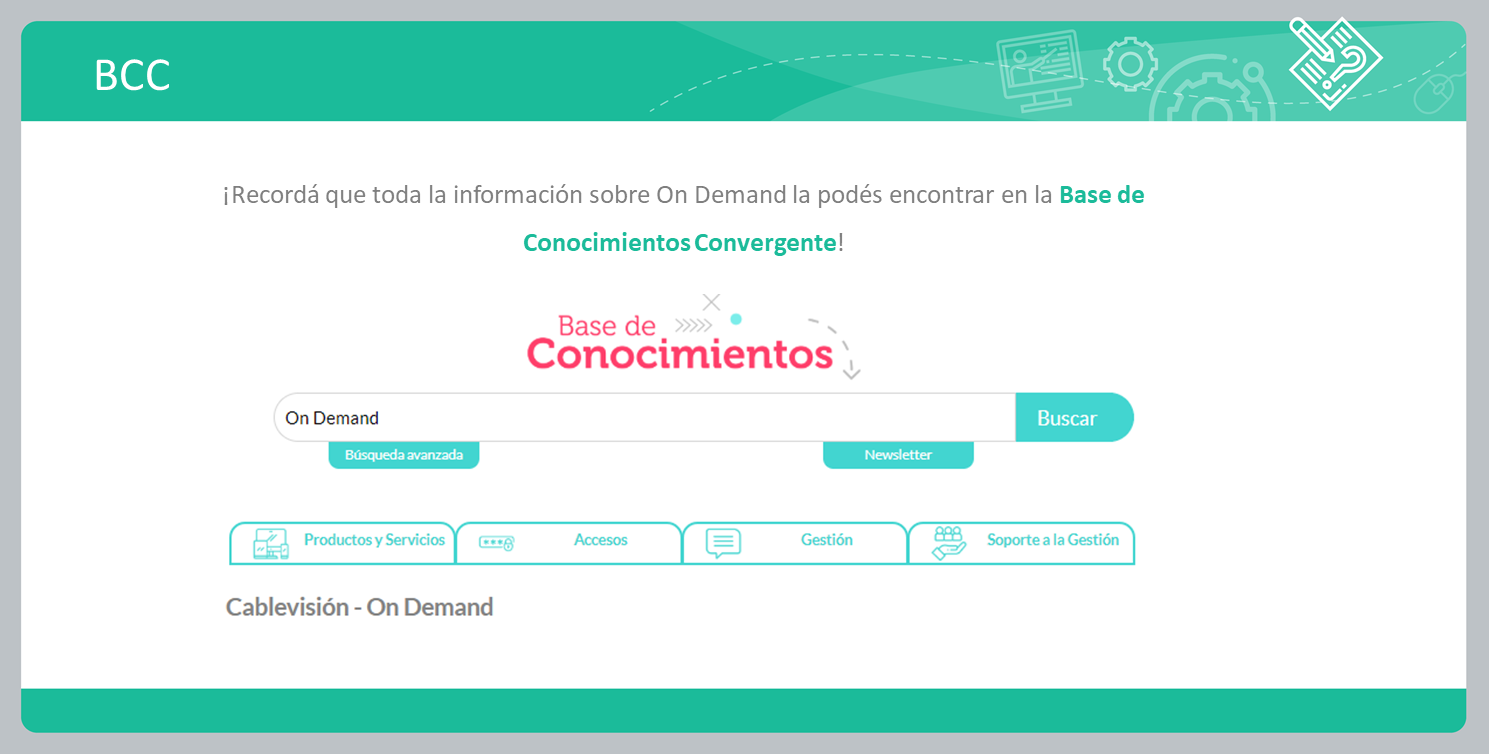 BCC
¡Recordá que toda la información sobre On Demand la podés encontrar en la Base de
Conocimientos Convergente!
Base de
Conocimientos
On Demand
Buscar
Búsqueda avanzada
Newsletter
Productos y Servicios
Accesos
Gestión
Soporte a la Gestión
Cablevisión - On Demand